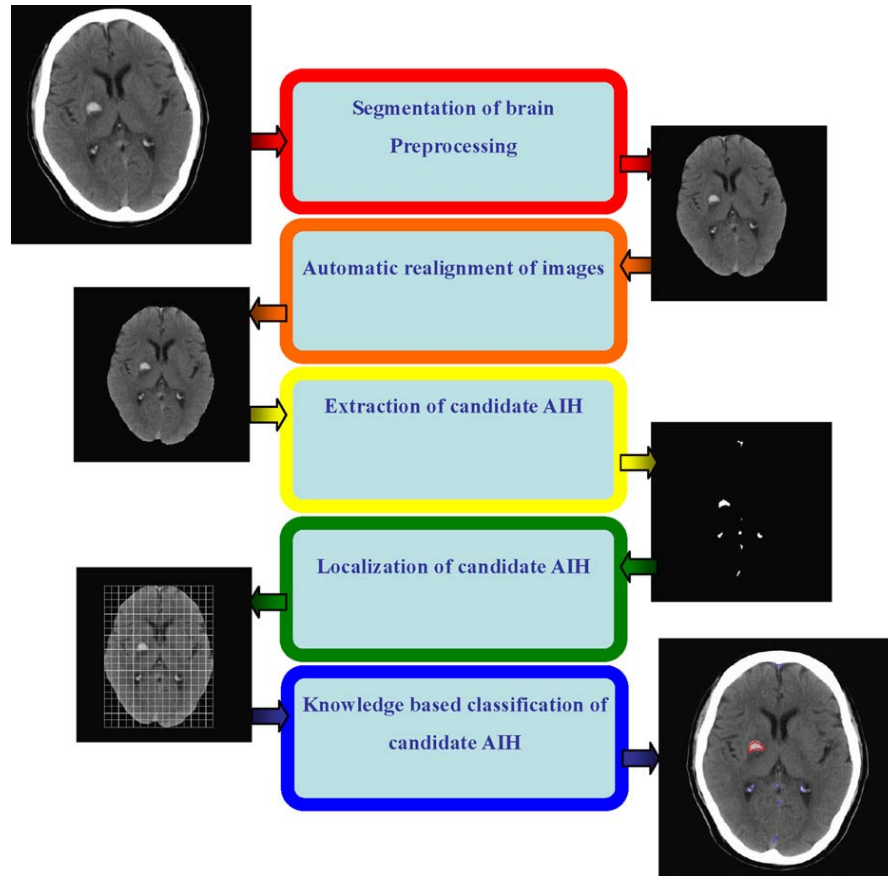 Segmentation of brain
Preprocessing
Automatic realignment of images
Extraction of candidate AIH
Localization of candidate AIH
Knowledge based classification of
candidate AIH